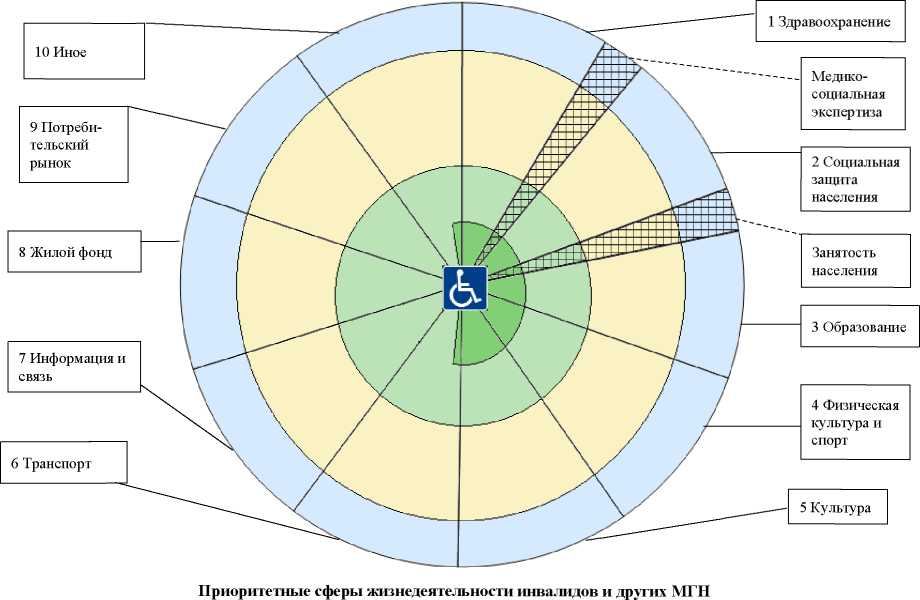 1 Здравоохранение
Медико-
социальная
экспертиза
2 Социальная
защита
населения
Занятость
населения
3 Образование
4 Физическая
культура и
спорт
5 Культура
6 Транспорт
7 Информация и
связь
8 Жилой фонд
9 Потреби-
тельский
рынок
10 Иное
Приоритетные сферы жизнедеятельности инвалидов и других МГН